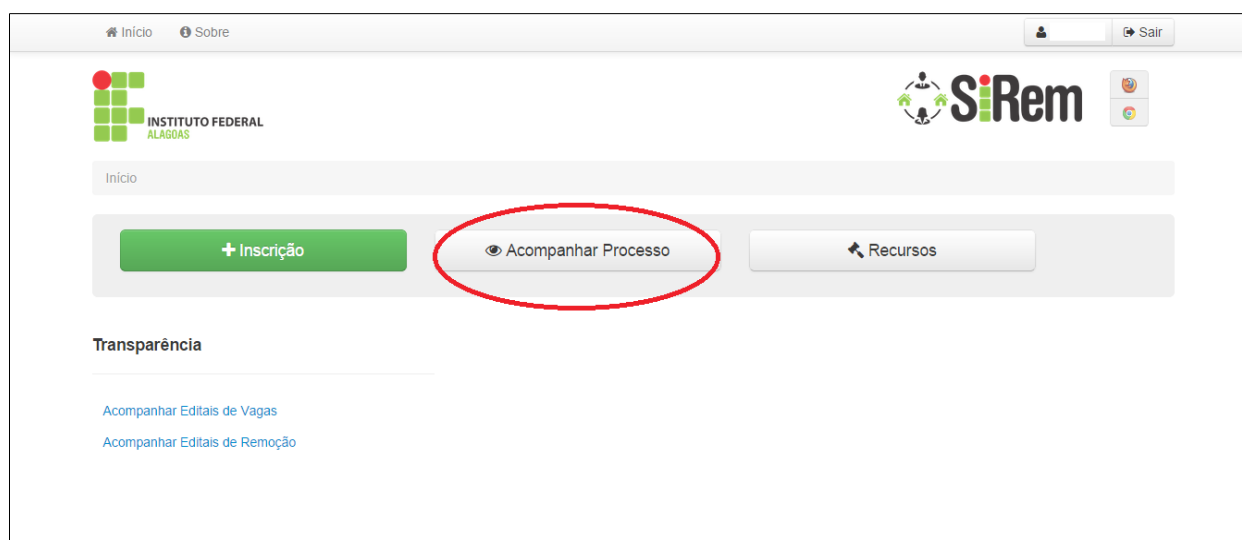 Início Sobre Sair
INSTITUTO FEDERAL
ALAGOAS
SiRem
Início
Inscrição Acompanhar Processo Recursos
Transparência
Acompanhar Editais de Vagas
Acompanhar Editais de Remoção